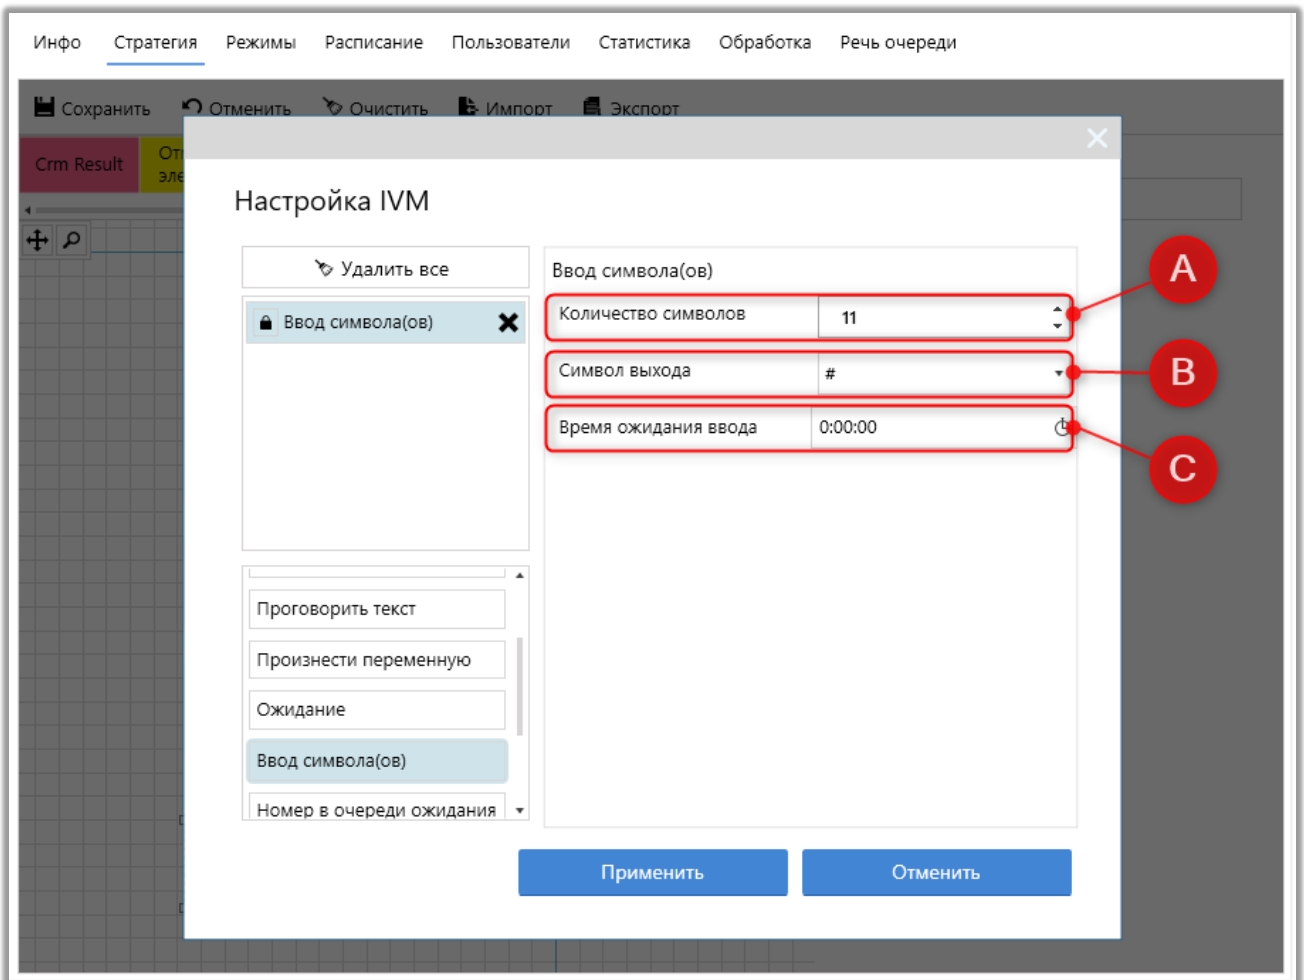 Инфо Стратегия Режимы Расписание Пользователи Статистика Обработка Речь очереди
Сохранить Отменить Очистить Импорт Экспорт
Crm Result
Настройка IVM
Удалить все
Ввод символа(ов)
Ввод символа(ов)
Количество символов 11
A
Символ выхода #
B
Время ожидания ввода 0:00:00
C
Проговорить текст
Произнести переменную
Ожидание
Ввод символа(ов)
Номер в очереди ожидания
Применить Отменить